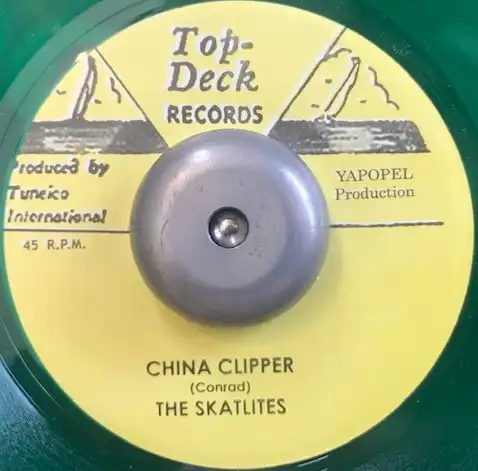 Top-
Deck
RECORDS
Produced by
Tuneico
International
YAPOPEL
Production
45 R.P.M.
CHINA CLIPPER
(Conrad)
THE SKATLITES